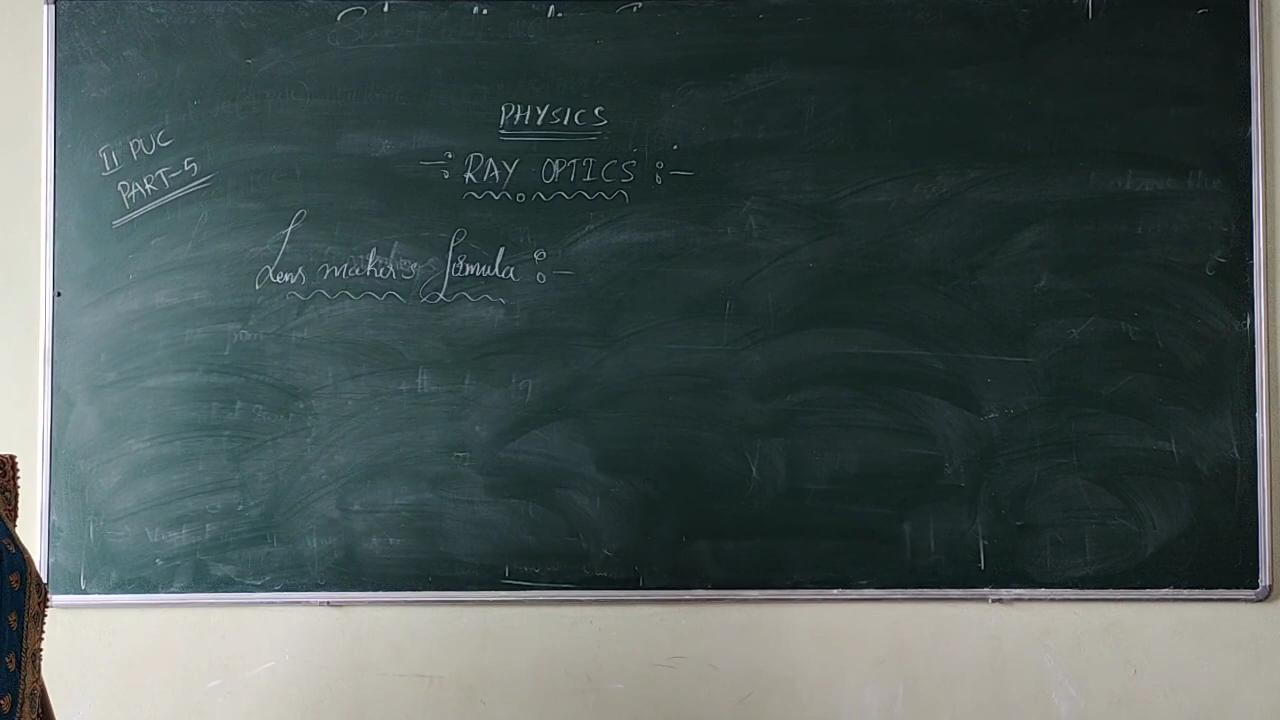 PHYSICS
II PUC
PART-5
-: RAY OPTICS :-
Lens maker's formula :-